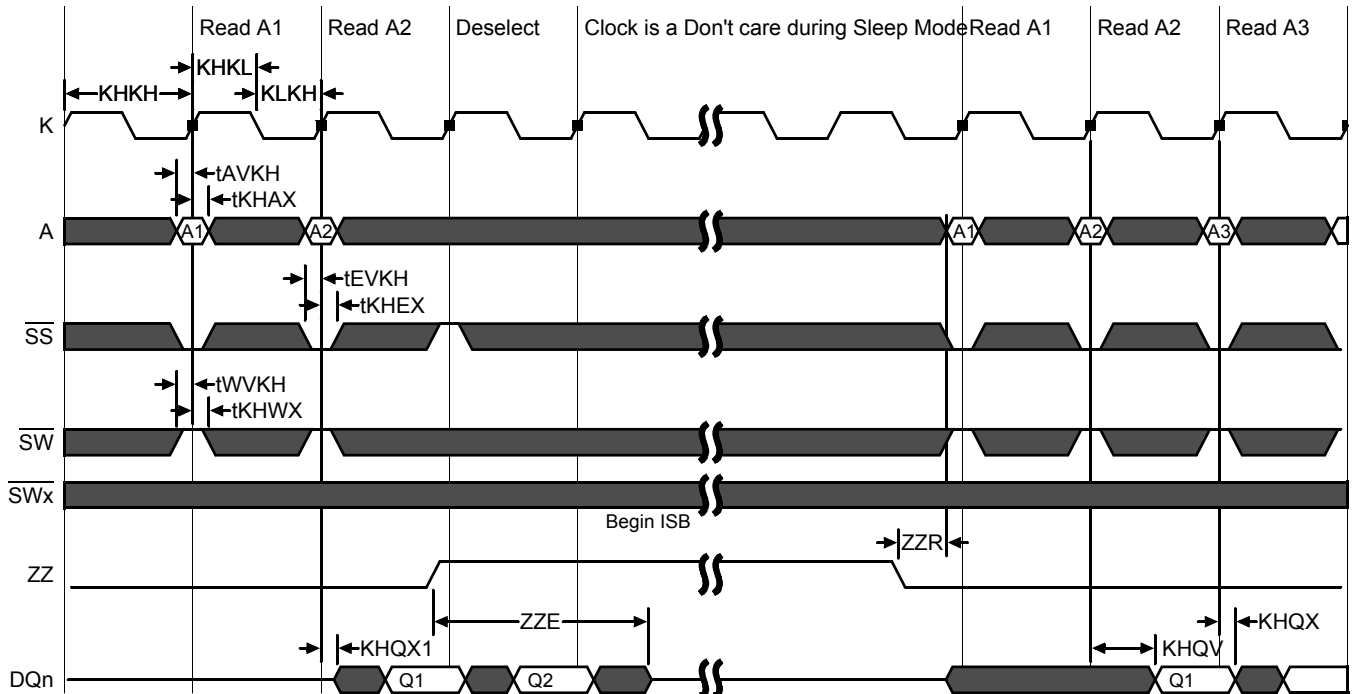 Read A1 Read A2 Deselect Clock is a Don't care during Sleep Mode Read A1 Read A2 Read A3
KHKL
KHKH KLKH
K
tAVKH
tKHAX
A A1 A2 A1 A2 A3
tEVKH
tKHEX
SS
tWVKH
tKHWX
SW
SWx
Begin ISB
ZZR
ZZ
ZZE
KHQX1 KHQV KHQX
DQn Q1 Q2 Q1